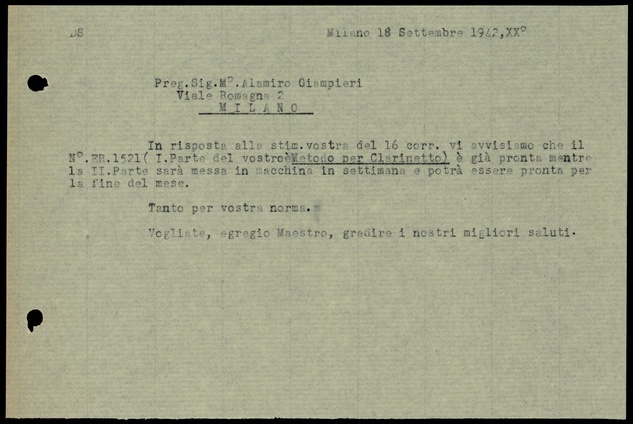 DS
Milano 18 Settembre 1942,XX°
Preg.Sig.M°.Alamiro Giampieri
Viale Romagna 2
M I L A N O
In risposta alla stim.vostra del 16 corr. vi avvisiamo che il
N°.ER.1521( I.Parte del vostro Metodo per Clarinetto) è già pronta mentre
la II.Parte sarà messa in macchina in settimana e potrà essere pronta per
la fine del mese.
Tanto per vostra norma.
Vogliate, egregio Maestro, gradire i nostri migliori saluti.